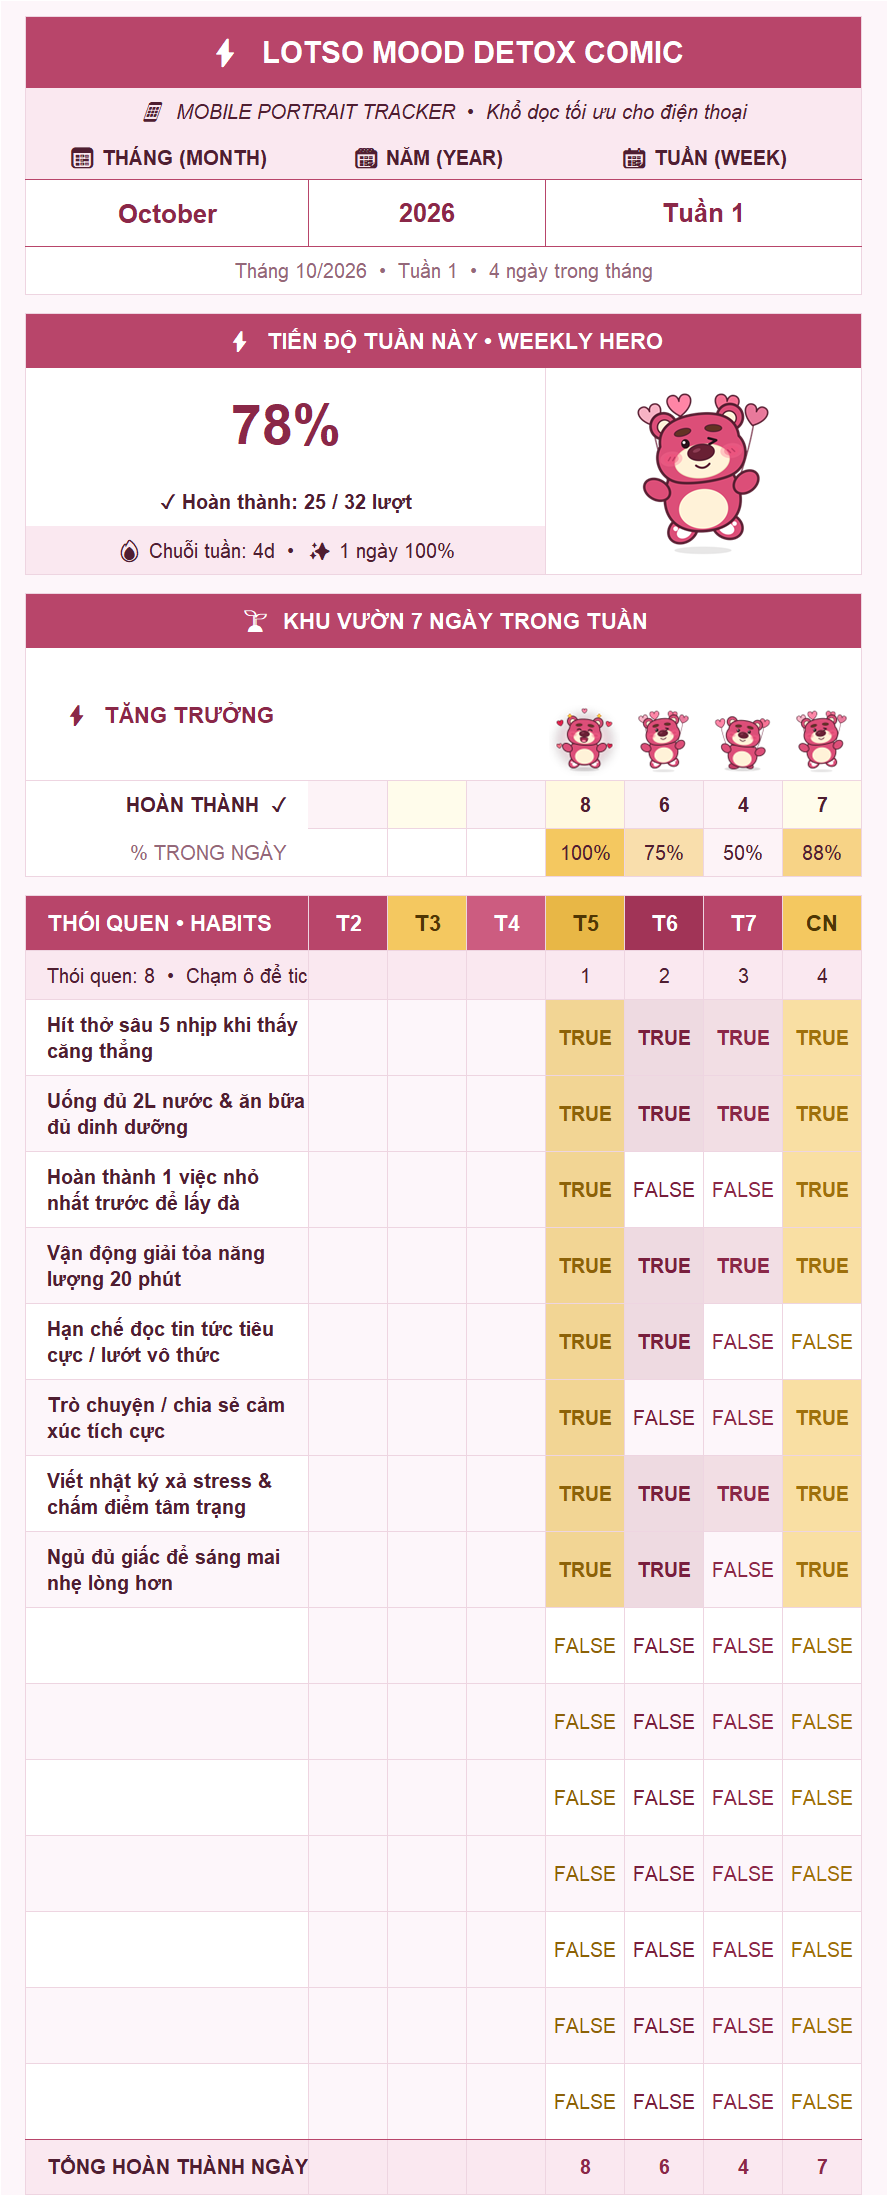 LOTSO MOOD DETOX COMIC
MOBILE PORTRAIT TRACKER • Khổ dọc tối ưu cho điện thoại
THÁNG (MONTH) NĂM (YEAR) TUẦN (WEEK)
October 2026 Tuần 1
Tháng 10/2026 • Tuần 1 • 4 ngày trong tháng
TIẾN ĐỘ TUẦN NÀY • WEEKLY HERO
78%
✓ Hoàn thành: 25 / 32 lượt
Chuỗi tuần: 4d • 1 ngày 100%
KHU VƯỜN 7 NGÀY TRONG TUẦN
TĂNG TRƯỞNG
HOÀN THÀNH ✓ 8 6 4 7
% TRONG NGÀY 100% 75% 50% 88%
THÓI QUEN • HABITS T2 T3 T4 T5 T6 T7 CN
Thói quen: 8 • Chạm ô để tic 1 2 3 4
Hít thở sâu 5 nhịp khi thấy
căng thẳng TRUE TRUE TRUE TRUE
Uống đủ 2L nước & ăn bữa
đủ dinh dưỡng TRUE TRUE TRUE TRUE
Hoàn thành 1 việc nhỏ
nhất trước để lấy đà TRUE FALSE FALSE TRUE
Vận động giải tỏa năng
lượng 20 phút TRUE TRUE TRUE TRUE
Hạn chế đọc tin tức tiêu
cực / lướt vô thức TRUE TRUE FALSE FALSE
Trò chuyện / chia sẻ cảm
xúc tích cực TRUE FALSE FALSE TRUE
Viết nhật ký xả stress &
chấm điểm tâm trạng TRUE TRUE TRUE TRUE
Ngủ đủ giấc để sáng mai
nhẹ lòng hơn TRUE TRUE FALSE TRUE
FALSE FALSE FALSE FALSE
FALSE FALSE FALSE FALSE
FALSE FALSE FALSE FALSE
FALSE FALSE FALSE FALSE
FALSE FALSE FALSE FALSE
FALSE FALSE FALSE FALSE
FALSE FALSE FALSE FALSE
TỔNG HOÀN THÀNH NGÀY 8 6 4 7